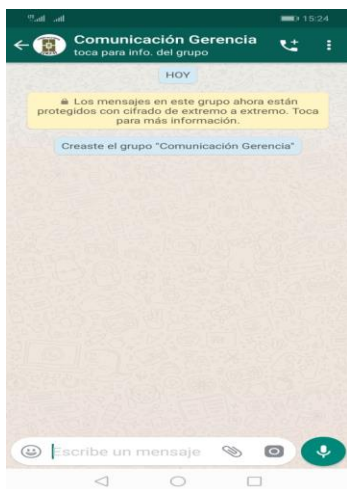 15:24
Comunicación Gerencia
toca para info. del grupo
HOY
Los mensajes en este grupo ahora están
protegidos con cifrado de extremo a extremo. Toca
para más información.
Creaste el grupo "Comunicación Gerencia"
Escribe un mensaje